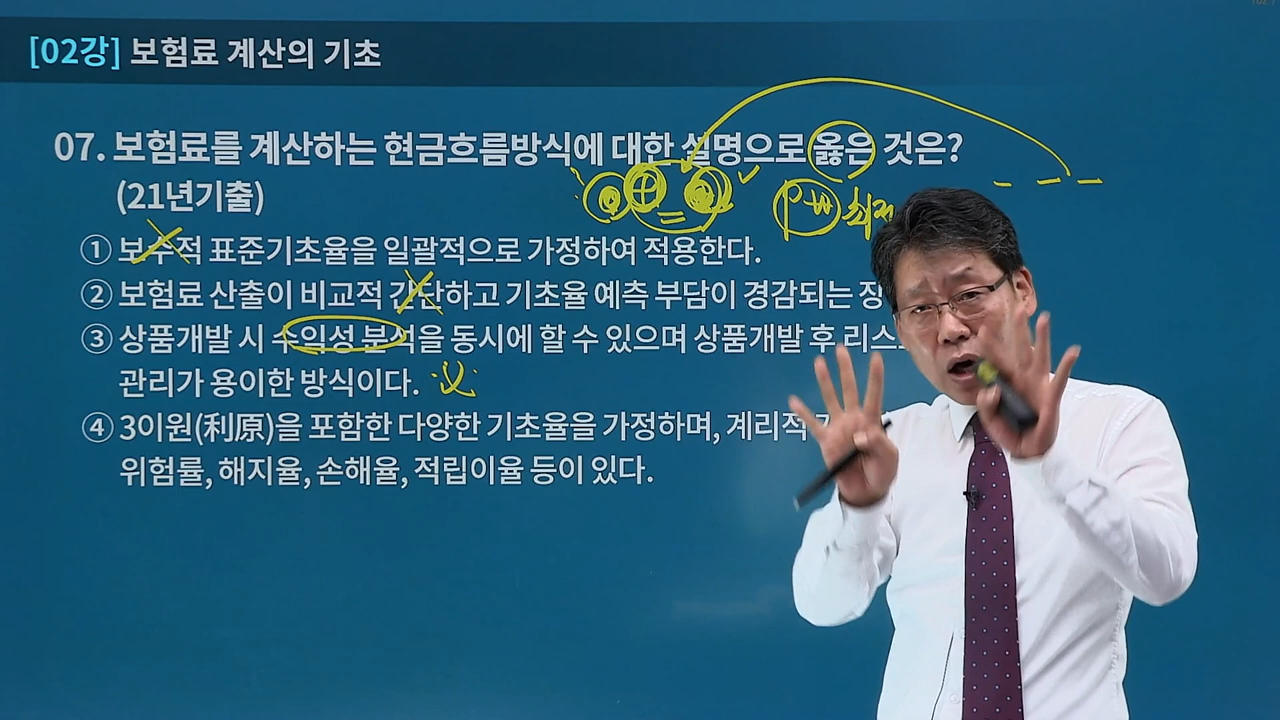 [02강] 보험료 계산의 기초
07. 보험료를 계산하는 현금흐름방식에 대한 설명으로 옳은 것은?
(21년기출)
① 보수적 표준기초율을 일괄적으로 가정하여 적용한다.
② 보험료 산출이 비교적 간단하고 기초율 예측 부담이 경감되는
③ 상품개발 시 수익성 분석을 동시에 할 수 있으며 상품개발 후
관리가 용이한 방식이다.
④ 3이원(利原)을 포함한 다양한 기초율을 가정하며, 계리적
위험률, 해지율, 손해율, 적립이율 등이 있다.